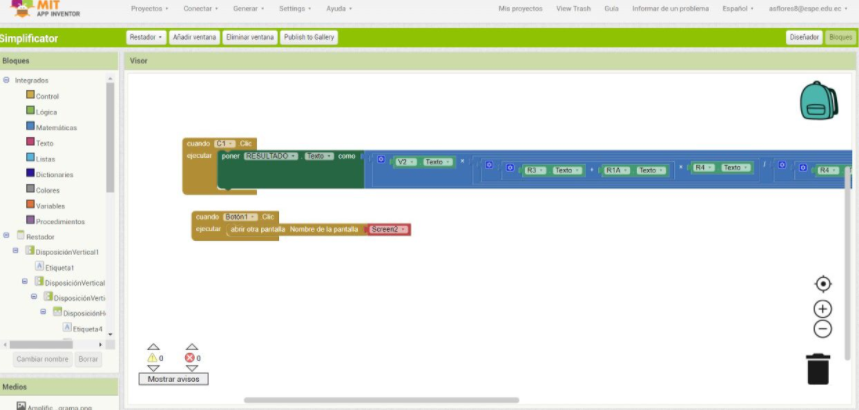 MIT
APP INVENTOR
Proyectos Conectar Generar Settings Ayuda Mis proyectos View Trash Guía Informar de un problema Español asflores8@espe.edu.ec
Simplificator Restador Añadir ventana Eliminar ventana Publish to Gallery Diseñador Bloques
Bloques Visor
Integrados
Control
Lógica
Matemáticas
Texto
Listas
Dictionaries
Colores
Variables
Procedimientos
Restador
DisposiciónVertical1
Etiqueta1
DisposiciónVertical
DisposiciónVerti
DisposiciónH
Etiqueta4
Cambiar nombre Borrar
Medios
cuando C1 Clic
ejecutar poner RESULTADO . Texto como V2 . Texto × R3 . Texto + R1A . Texto × R4 . Texto / R4 .
cuando Botón1 Clic
ejecutar abrir otra pantalla Nombre de la pantalla Screen2
0 0
Mostrar avisos